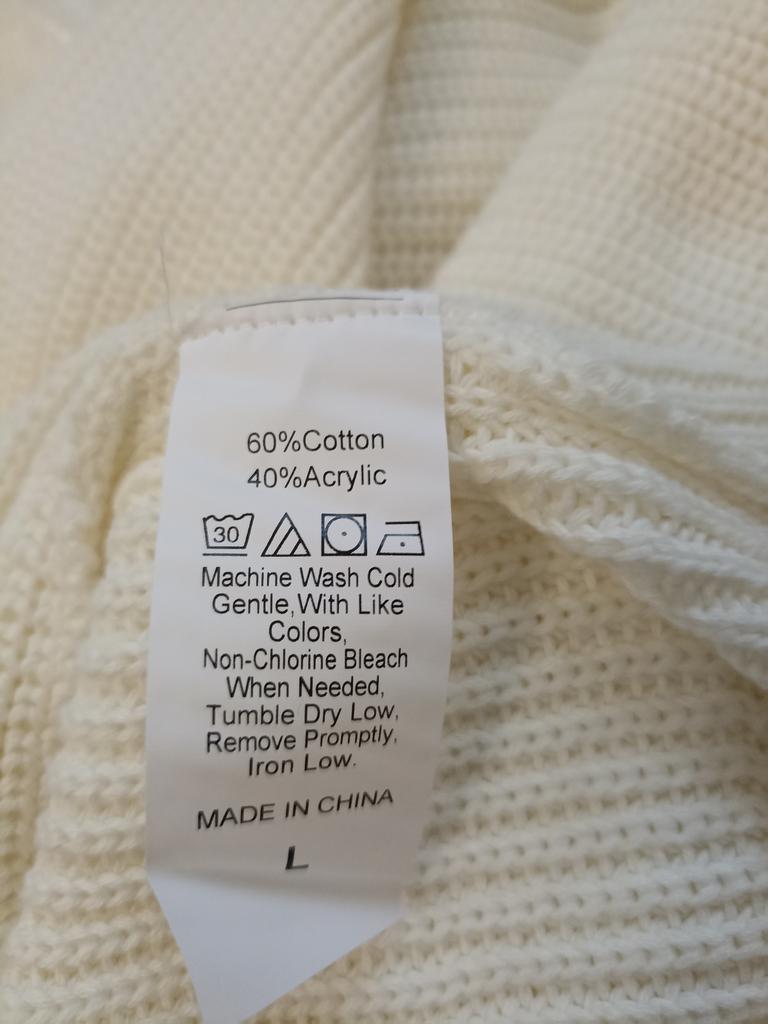 60%Cotton
40%Acrylic
30
Machine Wash Cold
Gentle,With Like
Colors,
Non-Chlorine Bleach
When Needed,
Tumble Dry Low,
Remove Promptly,
Iron Low.
MADE IN CHINA
L